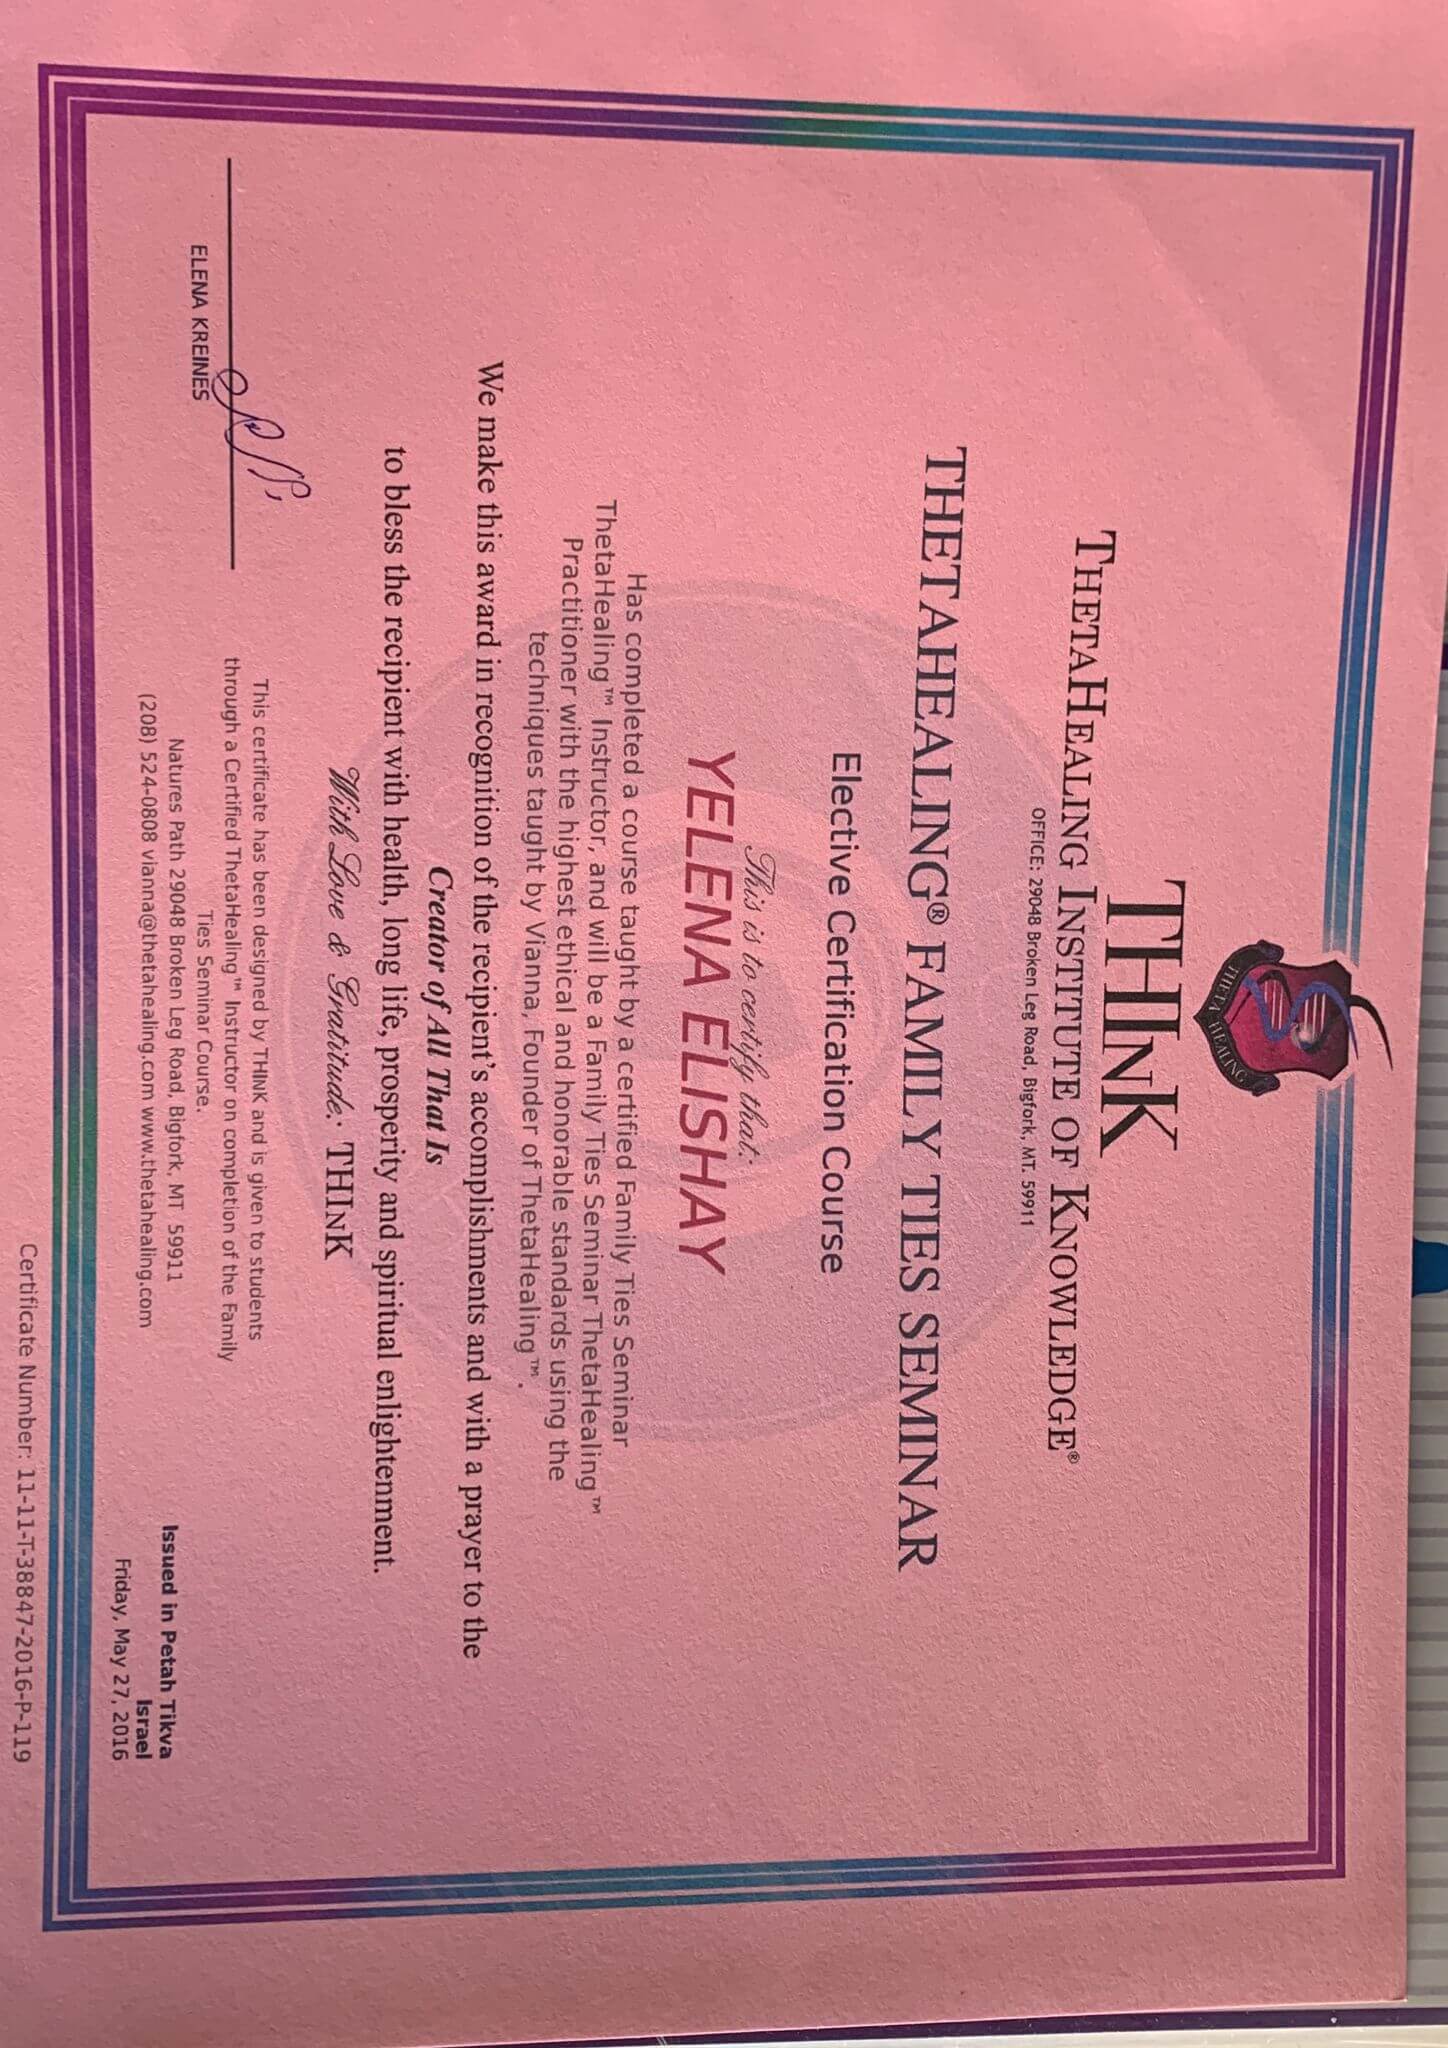 THETA HEALING
THINK
THETAHEALING INSTITUTE OF KNOWLEDGE®
OFFICE: 29048 Broken Leg Road, Bigfork, MT. 59911
THETAHEALING® FAMILY TIES SEMINAR
Elective Certification Course
This is to certify that:
YELENA ELISHAY
Has completed a course taught by a certified Family Ties Seminar
ThetaHealing™ Instructor, and will be a Family Ties Seminar ThetaHealing™
Practitioner with the highest ethical and honorable standards using the
techniques taught by Vianna, Founder of ThetaHealing™.
We make this award in recognition of the recipient's accomplishments and with a prayer to the
Creator of All That Is
to bless the recipient with health, long life, prosperity and spiritual enlightenment.
With Love & Gratitude: THINK
ELENA KREINES
This certificate has been designed by THInK and is given to students
through a Certified ThetaHealing™ Instructor on completion of the Family
Ties Seminar Course.
Natures Path 29048 Broken Leg Road, Bigfork, MT 59911
(208) 524-0808 vianna@thetahealing.com www.thetahealing.com
Issued in Petah Tikva
Israel
Friday, May 27, 2016
Certificate Number: 11-11-T-38847-2016-P-119